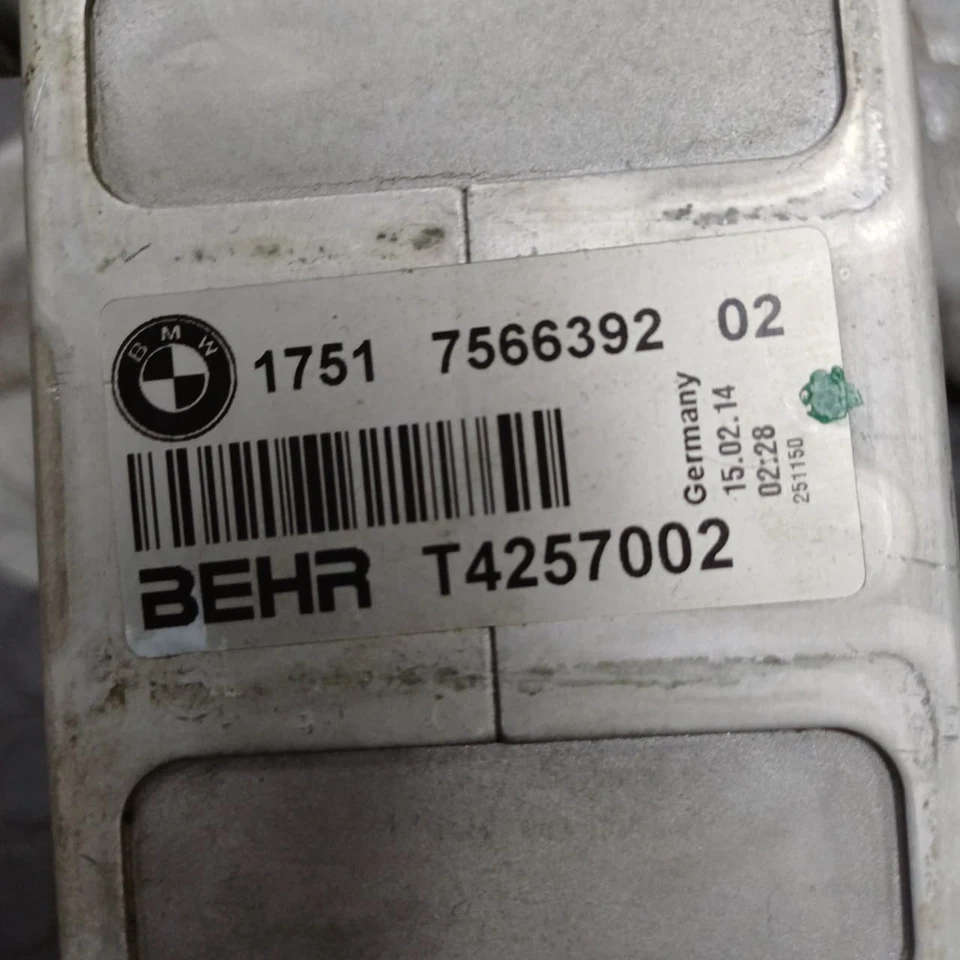 BMW
1751 7566392 02
Germany
15.02.14
02:28
251150
BEHR T4257002